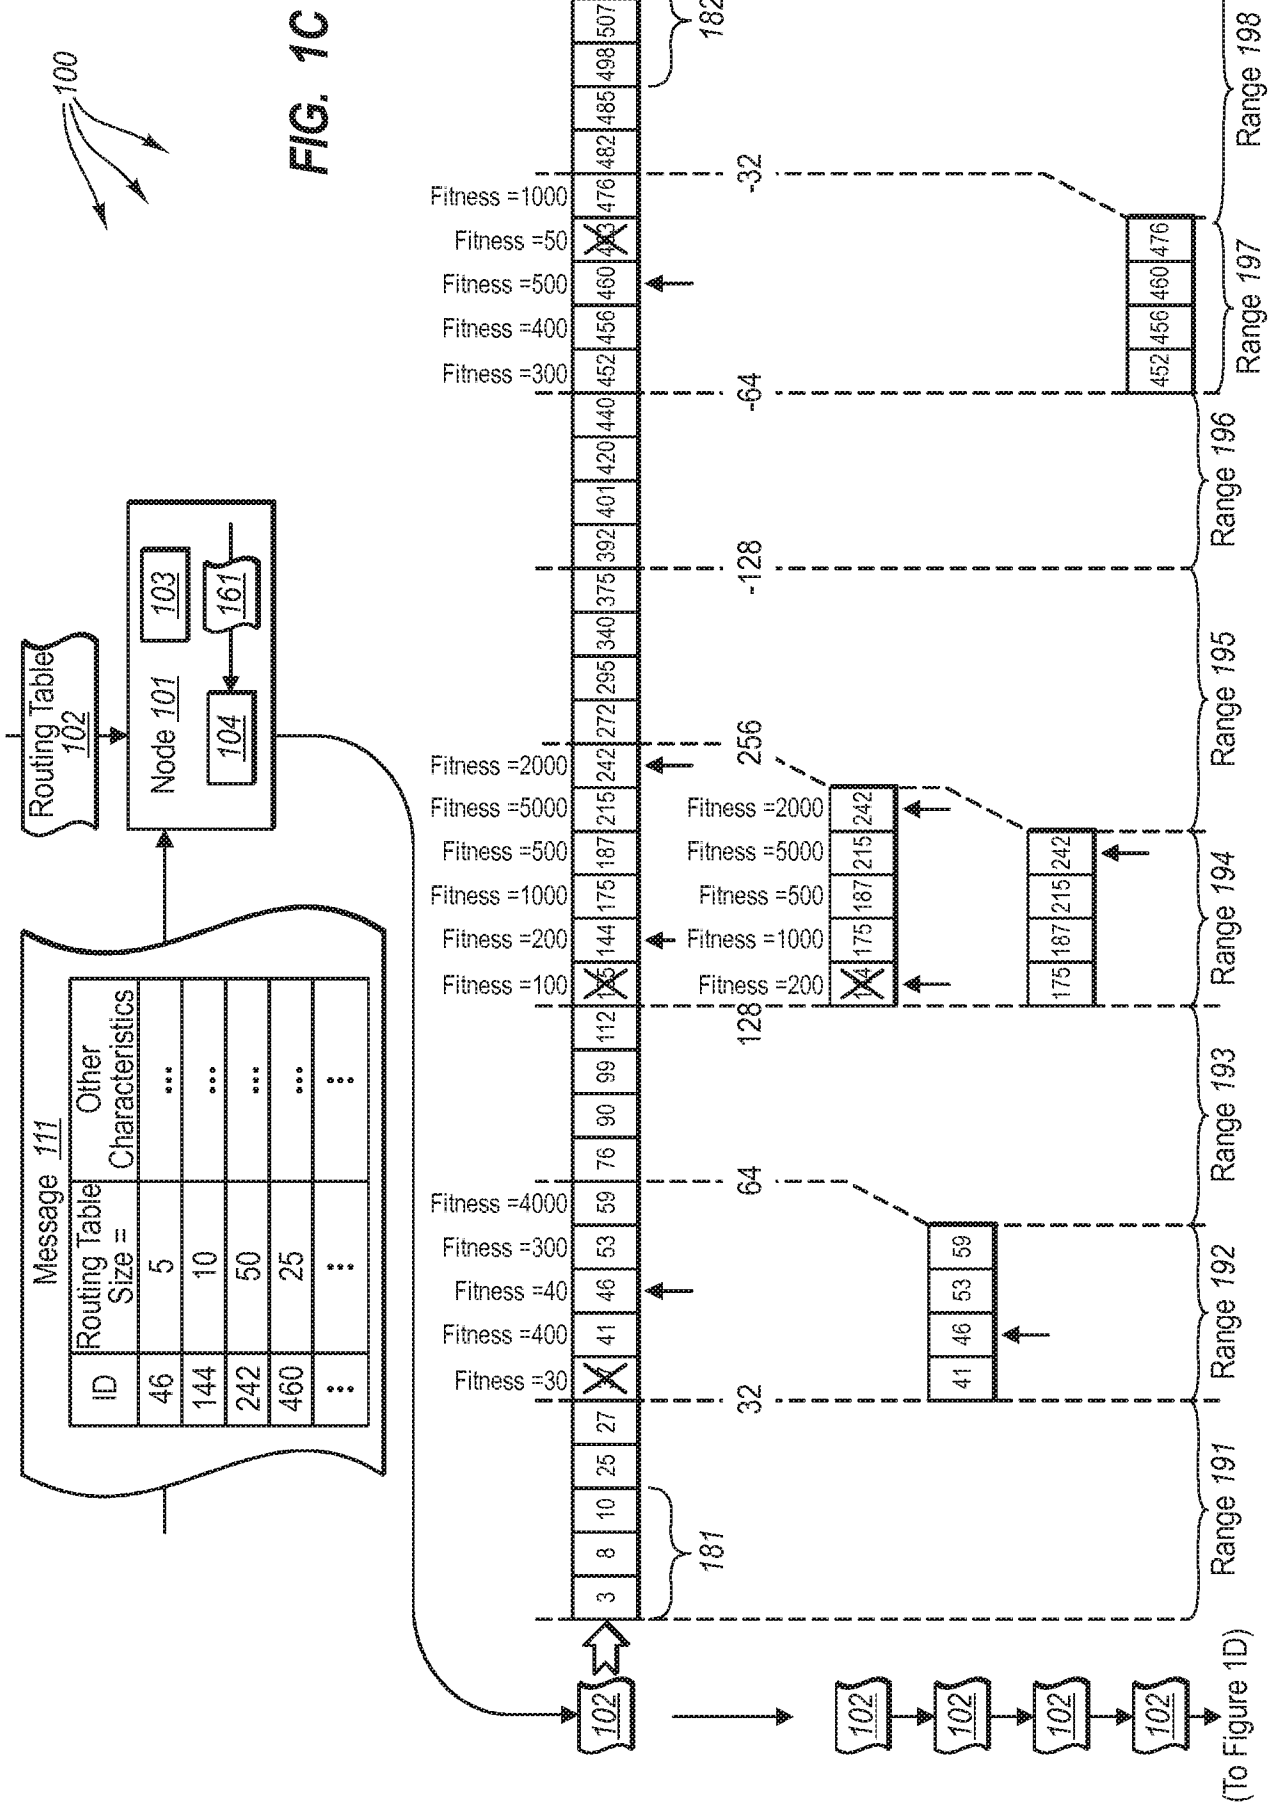 100
FIG. 1C
Message 111
ID
Routing Table
Size =
Other
Characteristics
46 5 ...
144 10 ...
242 50 ...
460 25 ...
... ... ...
Routing Table
102
Node 101
103
161
104
Fitness =30
Fitness =400
Fitness =40
Fitness =300
Fitness =4000
Fitness =100
Fitness =200
Fitness =1000
Fitness =500
Fitness =5000
Fitness =2000
Fitness =300
Fitness =400
Fitness =500
Fitness =50
Fitness =1000
102
3 8 10 25 27 41 46 53 59 76 90 99 112 144 175 187 215 242 272 295 340 375 392 401 420 440 452 456 460 476 482 485 498 507
181
182
32
64
128
256
-128
-64
-32
Fitness =200
Fitness =1000
Fitness =500
Fitness =5000
Fitness =2000
102
175 187 215 242
102
41 46 53 59
102
175 187 215 242
102
452 456 460 476
Range 191
Range 192
Range 193
Range 194
Range 195
Range 196
Range 197
Range 198
(To Figure 1D)